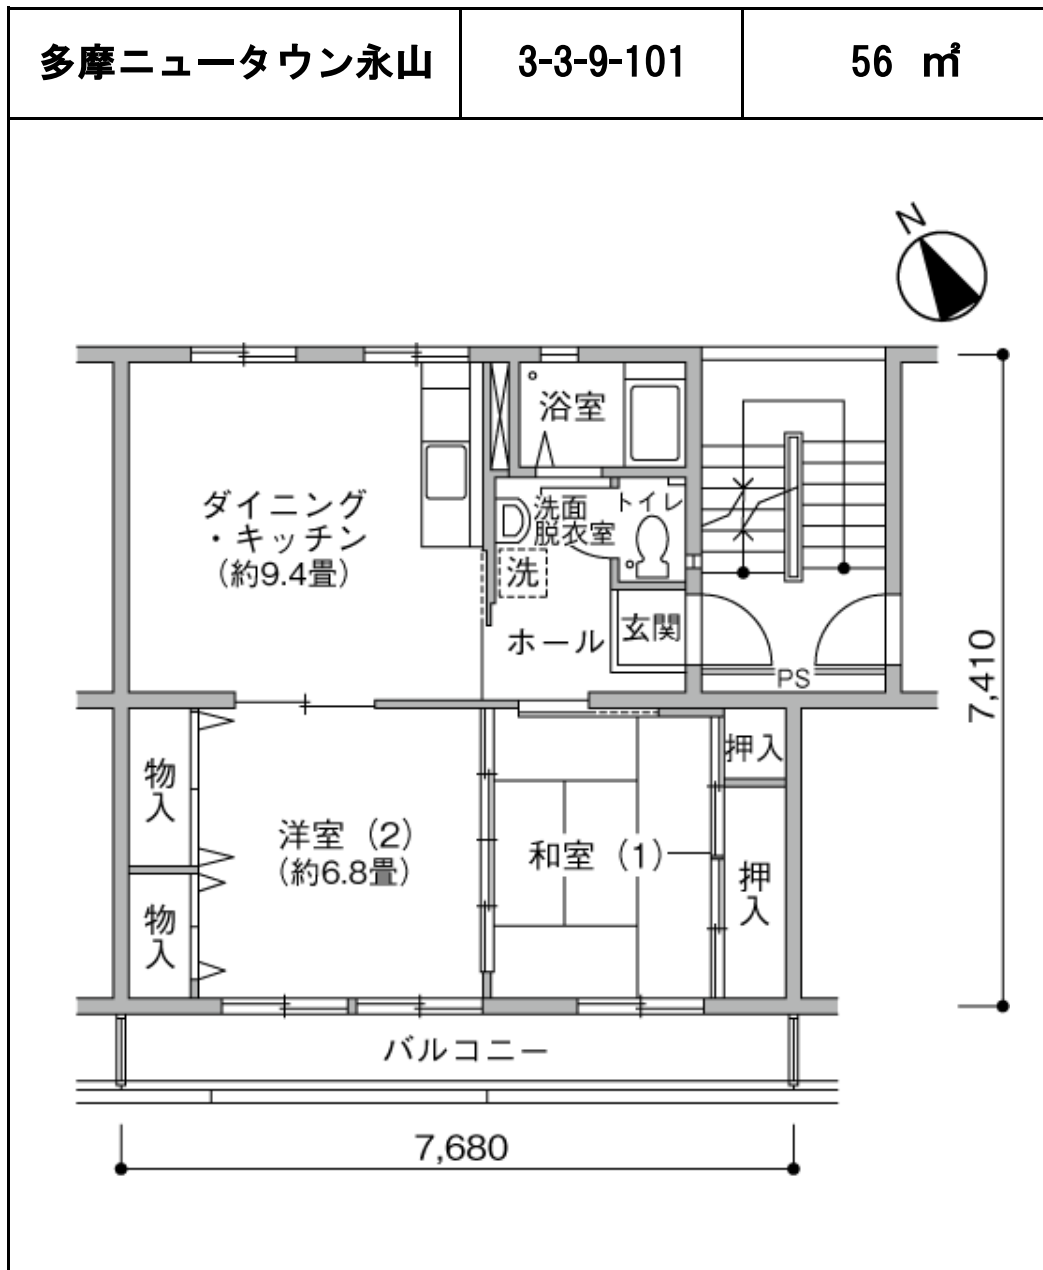 多摩ニュータウン永山
3-3-9-101
56 ㎡
N
浴室
ダイニング
・キッチン
(約9.4畳)
洗面
脱衣室
トイレ
洗
ホール
玄関
PS
7,410
物
入
物
入
洋室 (2)
(約6.8畳)
和室 (1)
押入
押
入
バルコニー
7,680